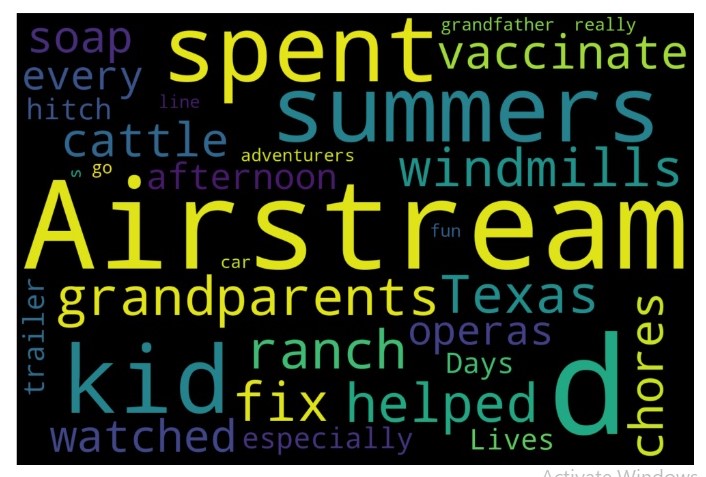 grandfather really
soap spent vaccinate
every summers
hitch line
cattle adventurers windmills
s go afternoon
Airstream
fun
car
trailer grandparents Texas
operas chores
kid ranch Days
fix helped d
watched especially Lives
Activate Windows